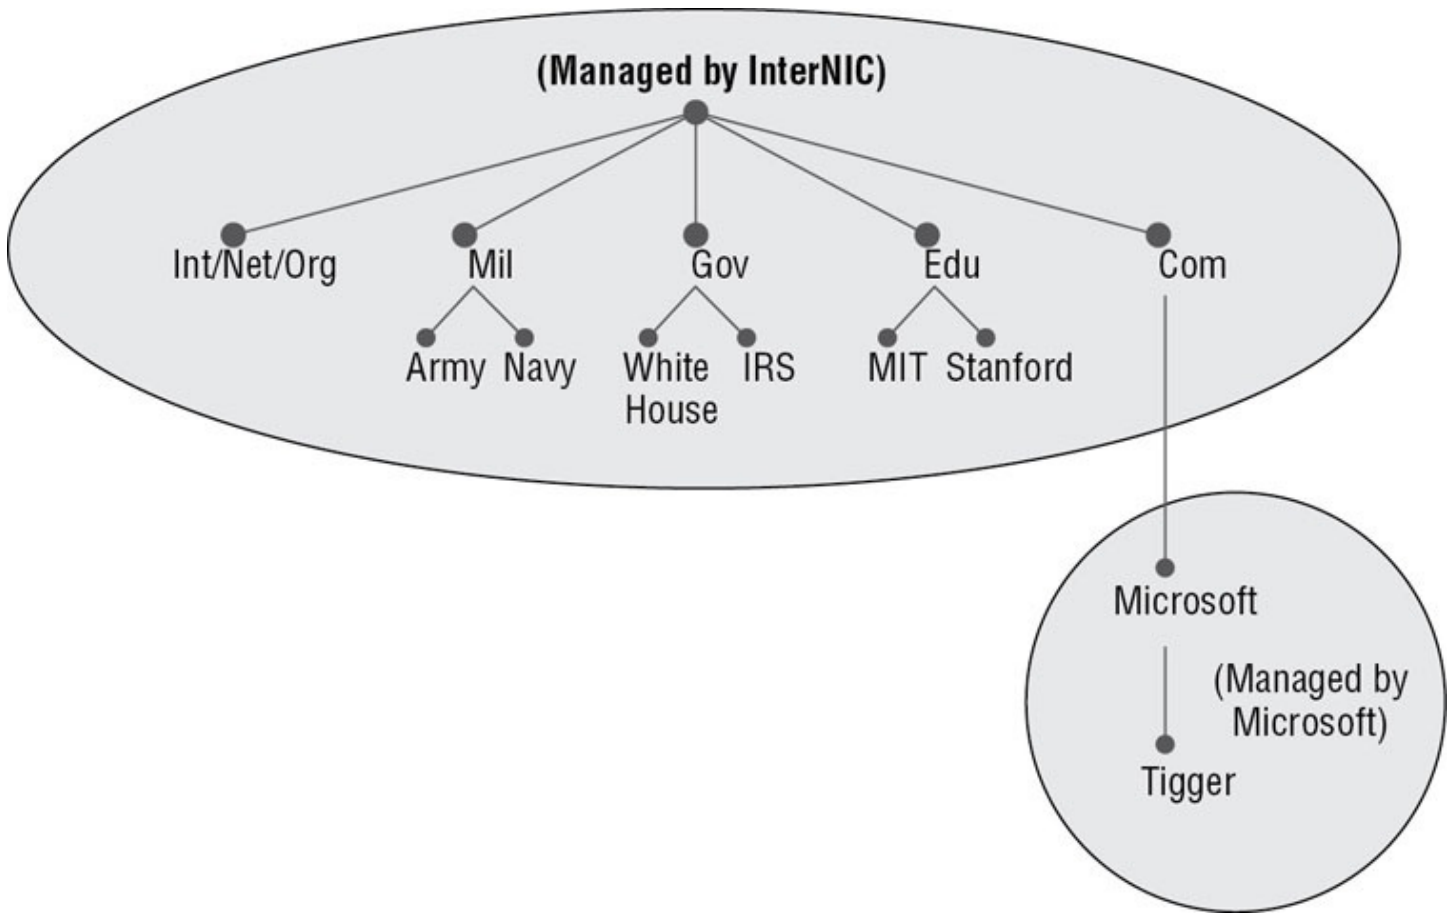 (Managed by InterNIC)
Int/Net/Org
Mil
Gov
Edu
Com
Army
Navy
White
House
IRS
MIT
Stanford
Microsoft
(Managed by
Microsoft)
Tigger